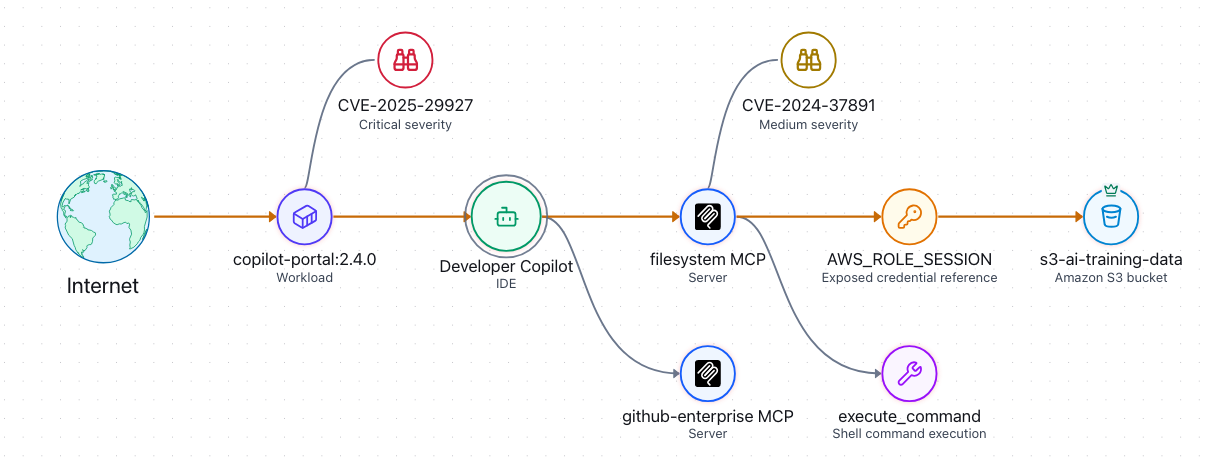 CVE-2025-29927
Critical severity
CVE-2024-37891
Medium severity
Internet
copilot-portal:2.4.0
Workload
Developer Copilot
IDE
filesystem MCP
Server
AWS_ROLE_SESSION
Exposed credential reference
s3-ai-training-data
Amazon S3 bucket
github-enterprise MCP
Server
execute_command
Shell command execution